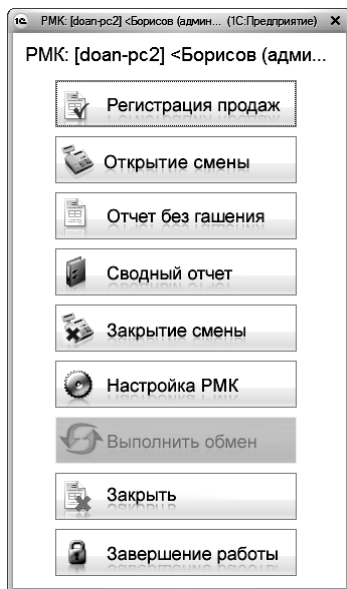 1С РМК: [doan-pc2] <Борисов (админ... (1С:Предприятие)
РМК: [doan-pc2] <Борисов (адми...
Регистрация продаж
Открытие смены
Отчет без гашения
Сводный отчет
Закрытие смены
Настройка РМК
Выполнить обмен
Закрыть
Завершение работы